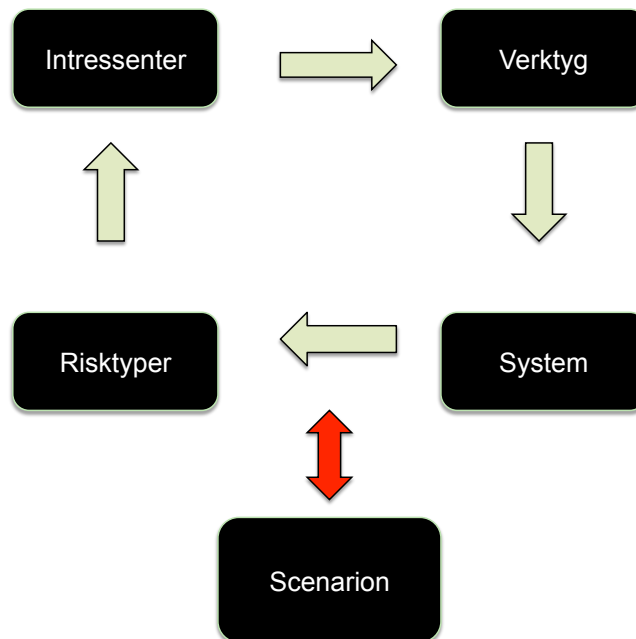 Intressenter
Verktyg
Risktyper
System
Scenarion